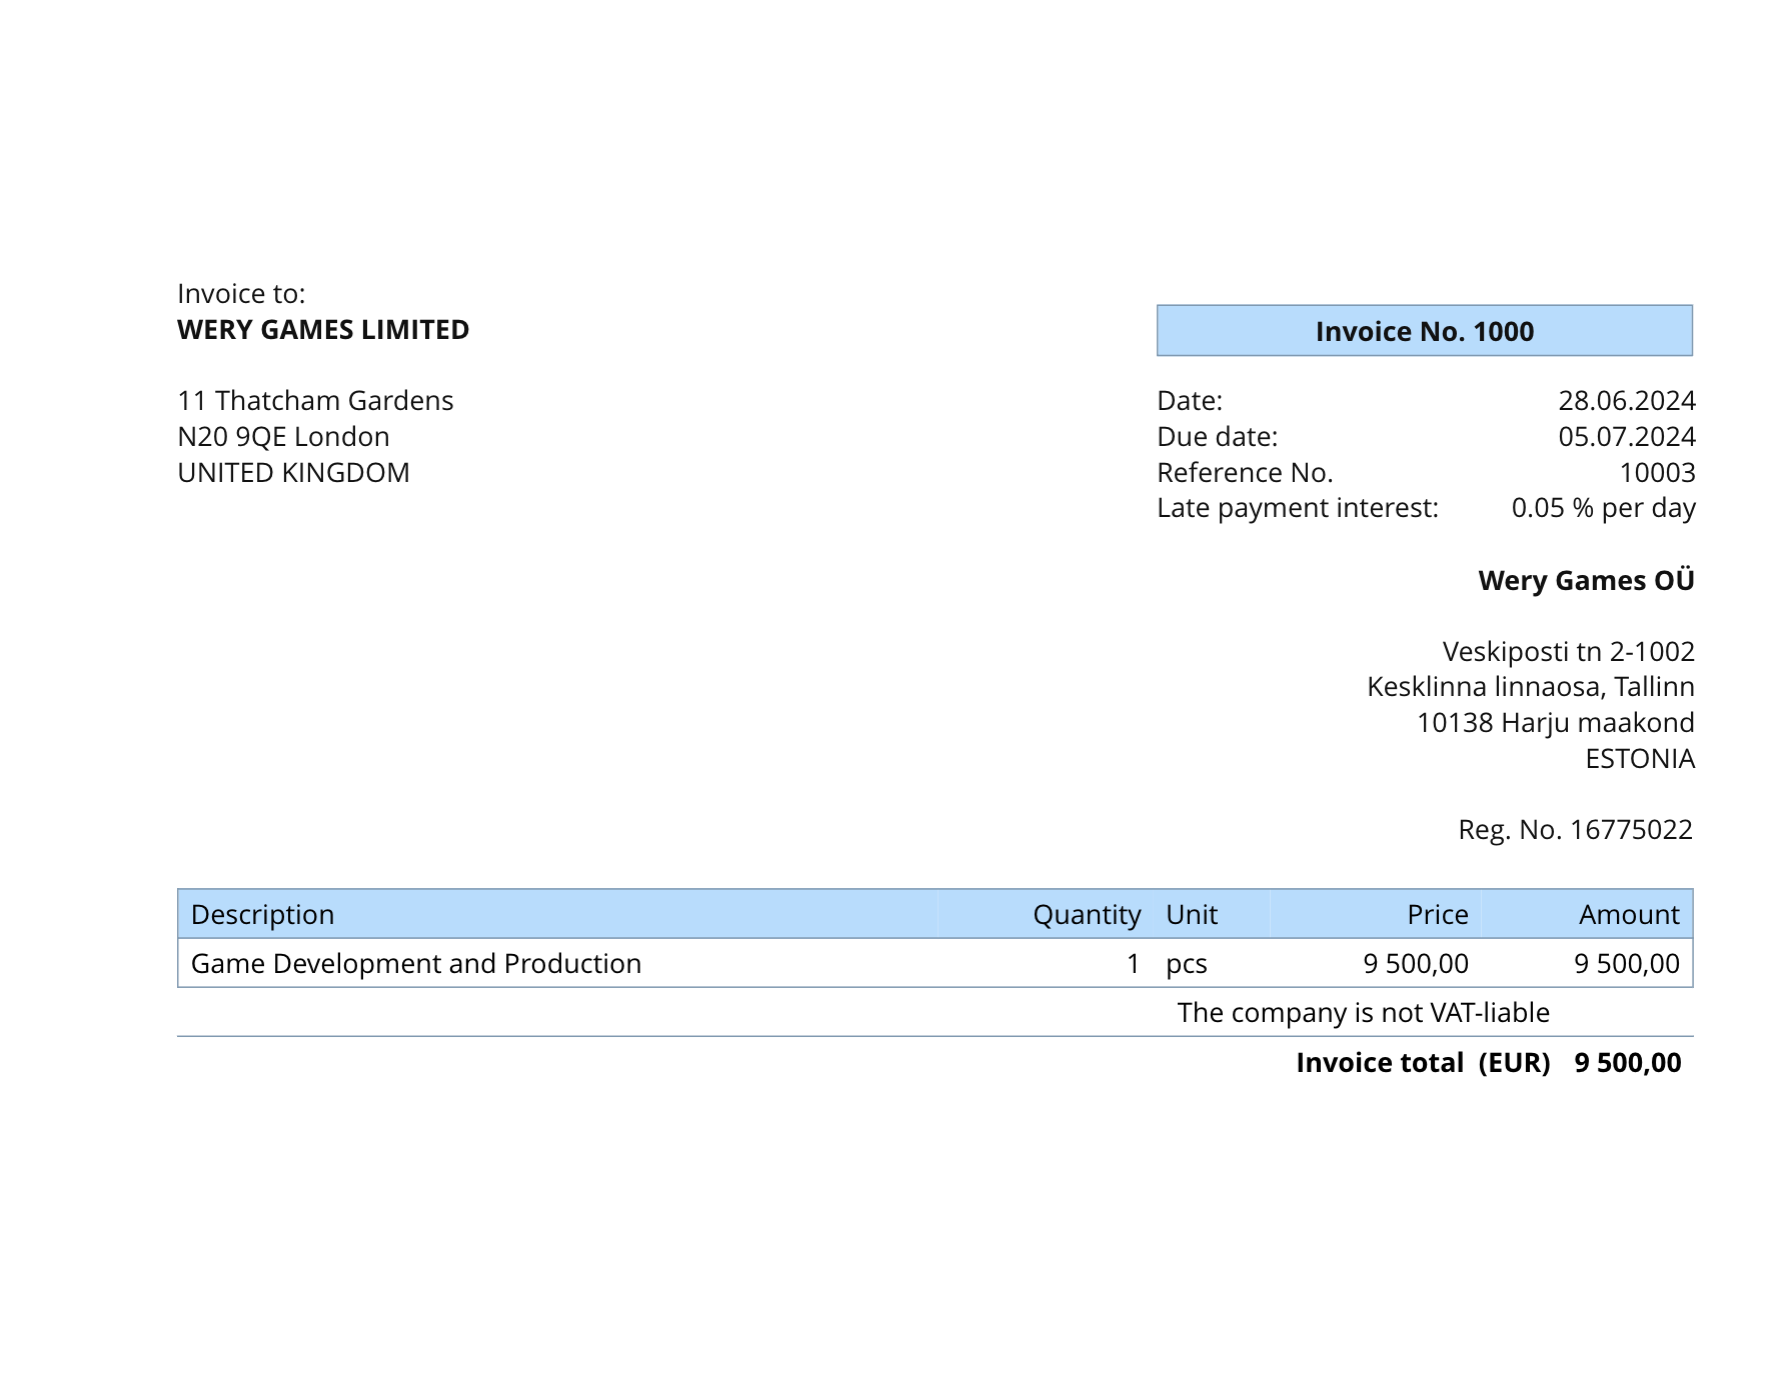 Invoice to:
WERY GAMES LIMITED
11 Thatcham Gardens
N20 9QE London
UNITED KINGDOM
Invoice No. 1000
Date: 28.06.2024
Due date: 05.07.2024
Reference No. 10003
Late payment interest: 0.05 % per day
Wery Games OÜ
Veskiposti tn 2-1002
Kesklinna linnaosa, Tallinn
10138 Harju maakond
ESTONIA
Reg. No. 16775022
Description Quantity Unit Price Amount
Game Development and Production 1 pcs 9 500,00 9 500,00
The company is not VAT-liable
Invoice total (EUR) 9 500,00